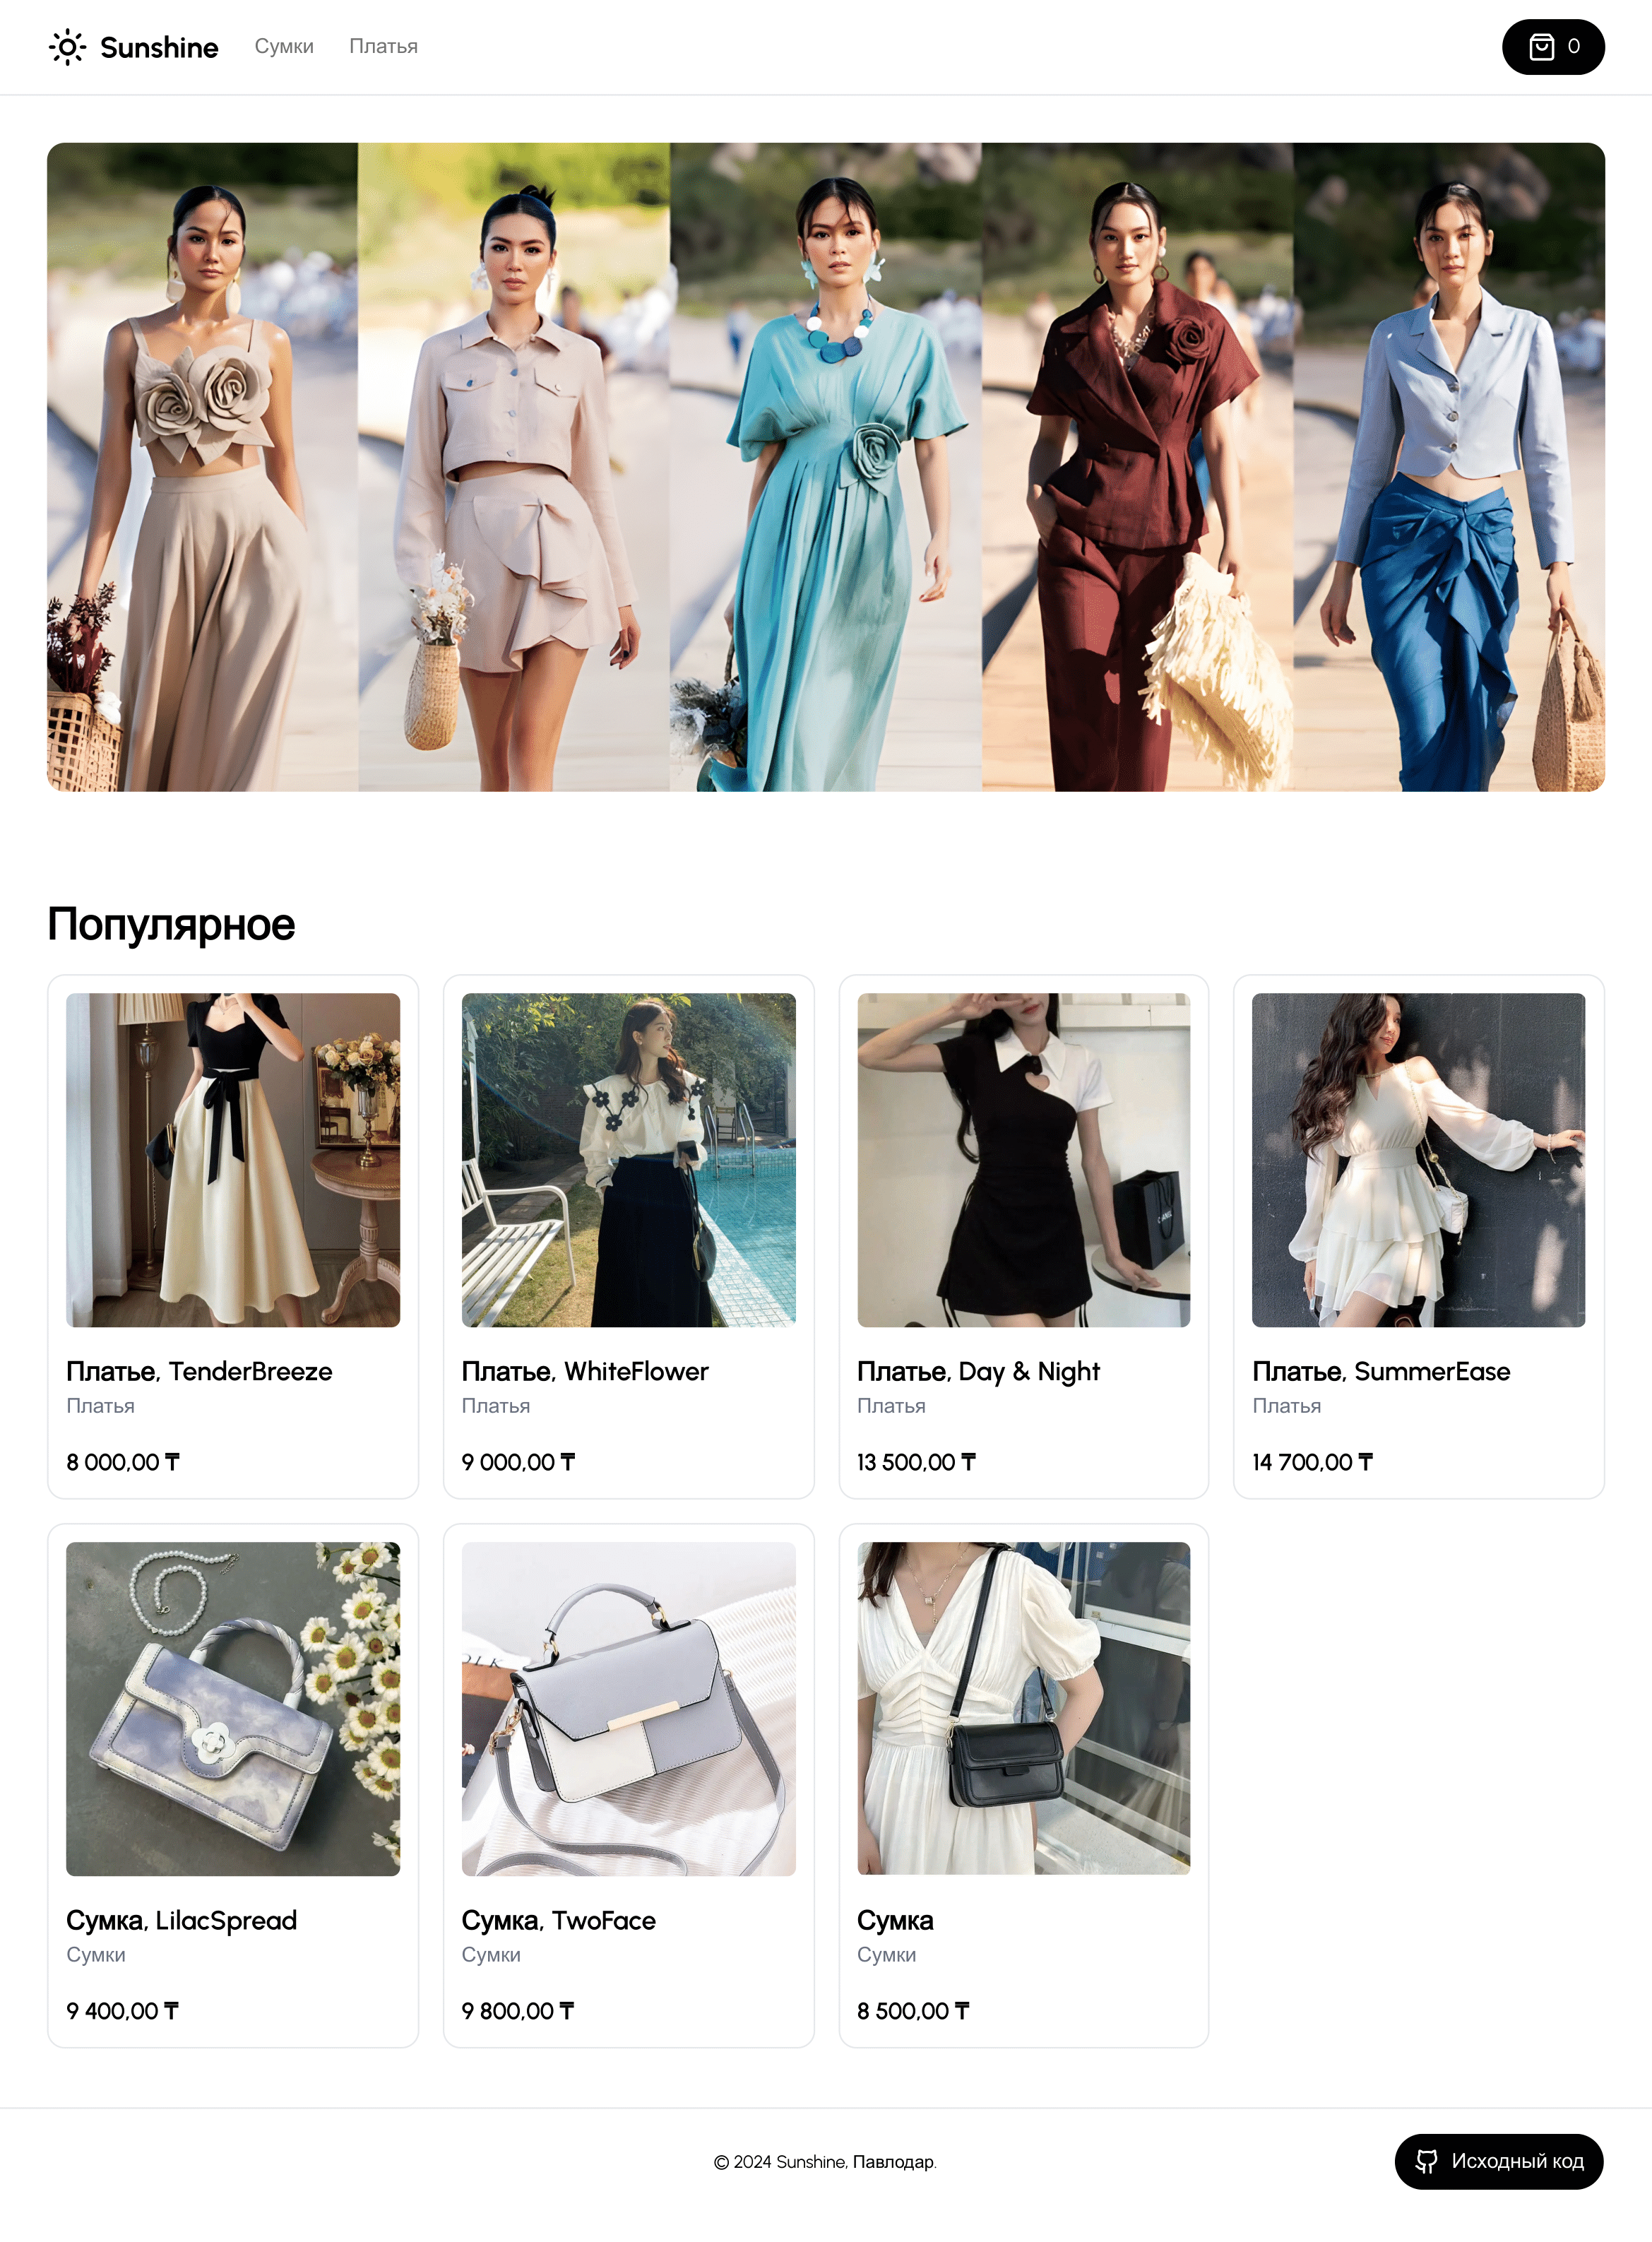 Sunshine
Сумки
Платья
0
Популярное
Платье, TenderBreeze
Платья
8 000,00 ₸
Платье, WhiteFlower
Платья
9 000,00 ₸
Платье, Day & Night
Платья
13 500,00 ₸
Платье, SummerEase
Платья
14 700,00 ₸
Сумка, LilacSpread
Сумки
9 400,00 ₸
Сумка, TwoFace
Сумки
9 800,00 ₸
Сумка
Сумки
8 500,00 ₸
© 2024 Sunshine, Павлодар.
Исходный код